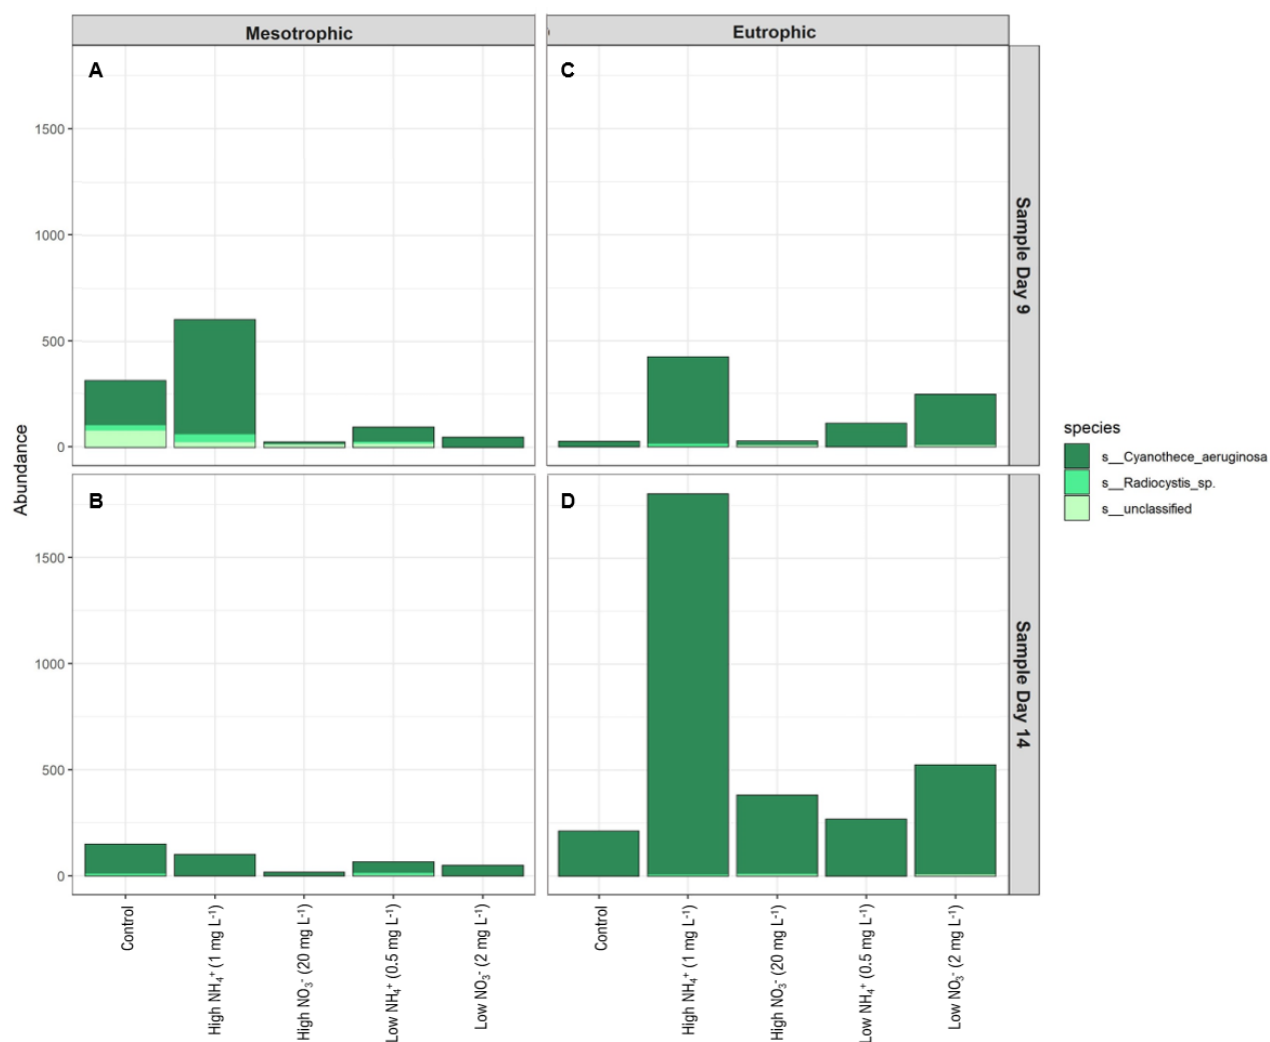 Mesotrophic
Eutrophic
A
C
1500
1000
500
0
Sample Day 9
Abundance
B
D
1500
1000
500
0
Sample Day 14
species
s__Cyanothece_aeruginosa
s__Radiocystis_sp.
s__unclassified
Control
High NH₄⁺ (1 mg L⁻¹)
High NO₃⁻ (20 mg L⁻¹)
Low NH₄⁺ (0.5 mg L⁻¹)
Low NO₃⁻ (2 mg L⁻¹)
Control
High NH₄⁺ (1 mg L⁻¹)
High NO₃⁻ (20 mg L⁻¹)
Low NH₄⁺ (0.5 mg L⁻¹)
Low NO₃⁻ (2 mg L⁻¹)